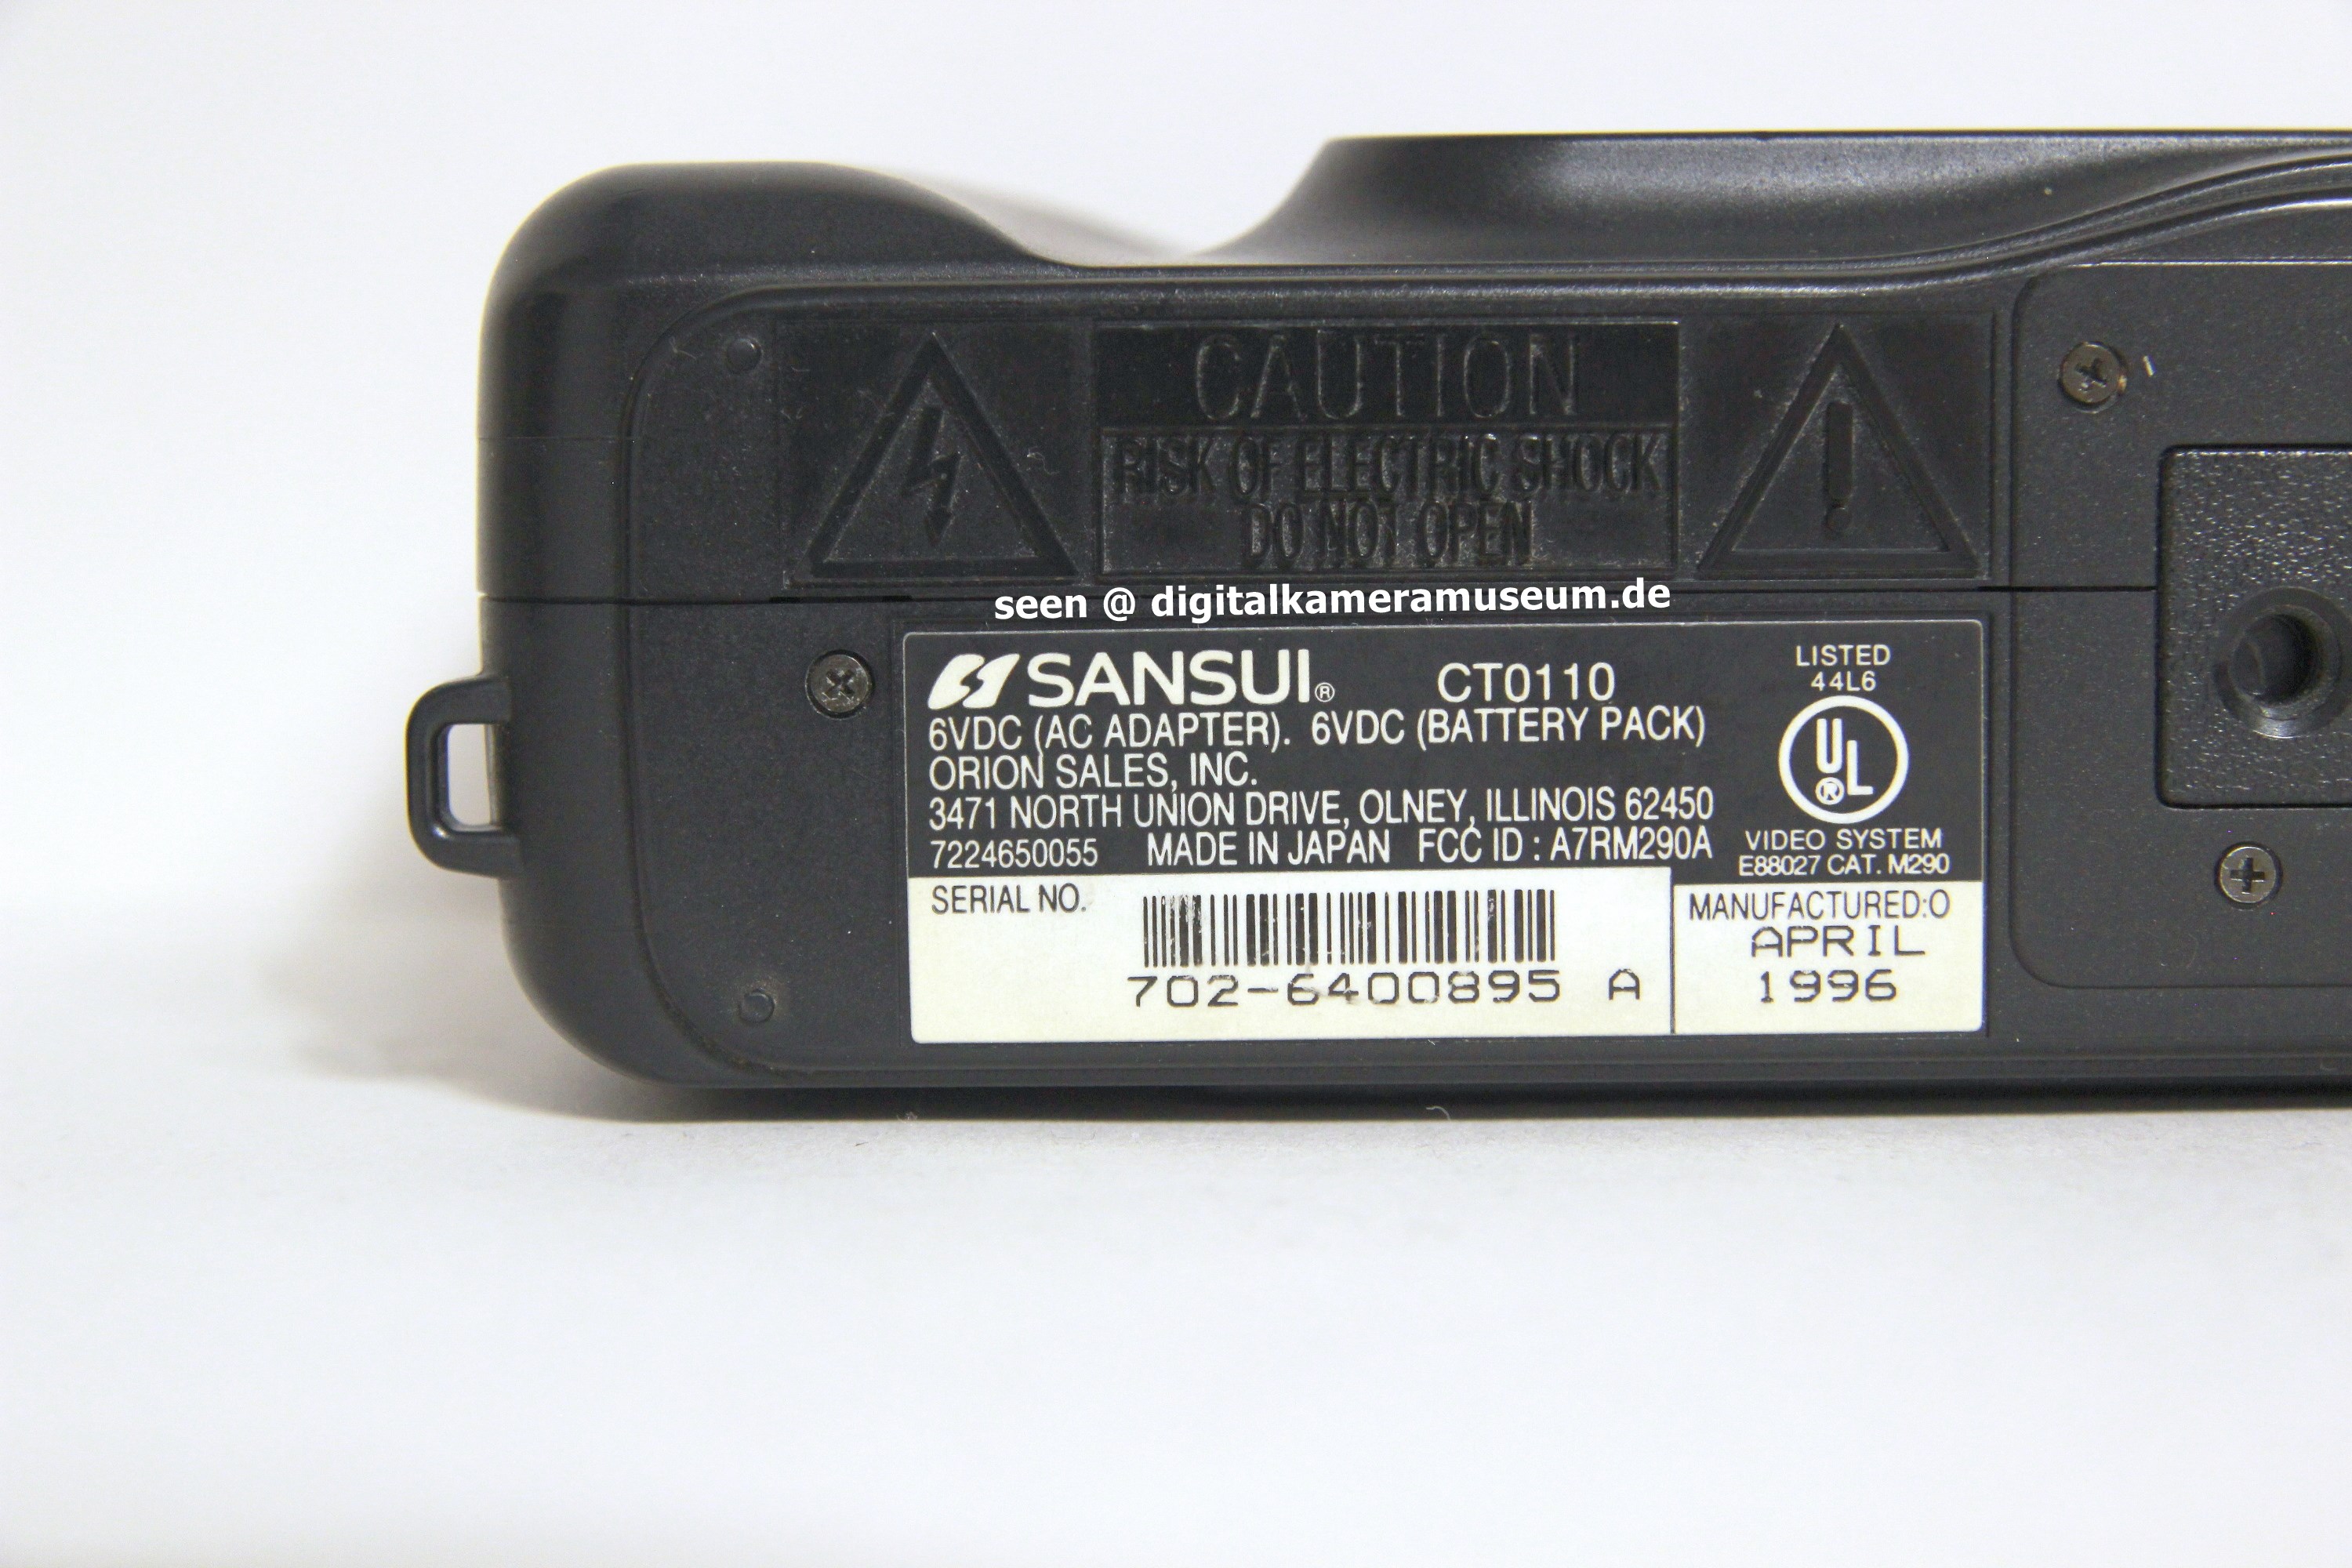 CAUTION
RISK OF ELECTRIC SHOCK
DO NOT OPEN
seen @ digitalkameramuseum.de
SANSUI® CT0110
6VDC (AC ADAPTER). 6VDC (BATTERY PACK)
ORION SALES, INC.
3471 NORTH UNION DRIVE, OLNEY, ILLINOIS 62450
7224650055 MADE IN JAPAN FCC ID : A7RM290A
LISTED
44L6
UL®
VIDEO SYSTEM
E88027 CAT. M290
SERIAL NO.
702-6400895 A
MANUFACTURED:O
APRIL
1996